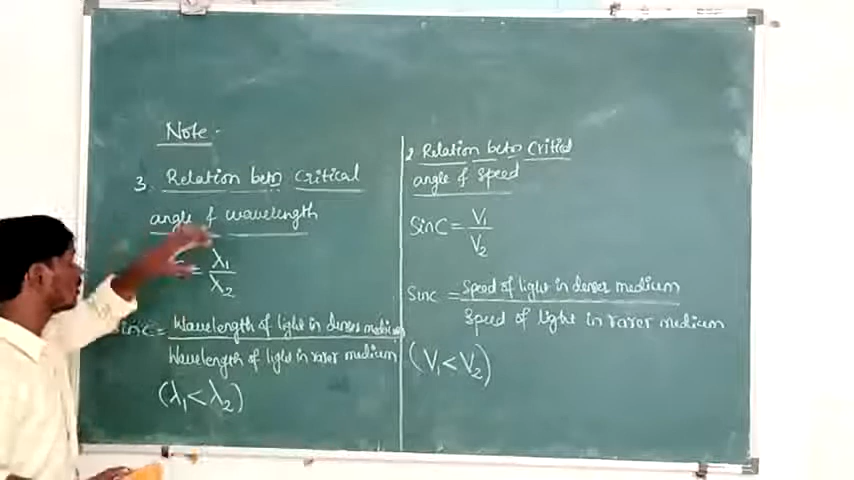 Note:-
3. Relation betn Critical
angle & wavelength
= λ1/λ2
Sinc = Wavelength of light in denser medium
Wavelength of light in rarer medium
(λ1 < λ2)
2 Relation betn Critical
angle & Speed
SinC = V1/V2
Sinc = Speed of light in denser medium
Speed of light in rarer medium
(V1 < V2)